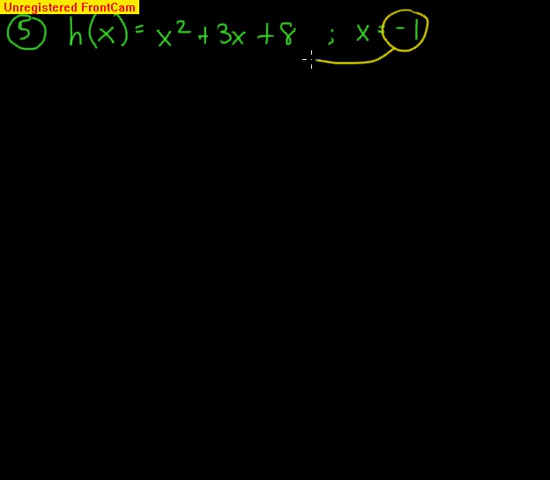 Unregistered FrontCam
5 h(x) = x² + 3x + 8 ; x = -1